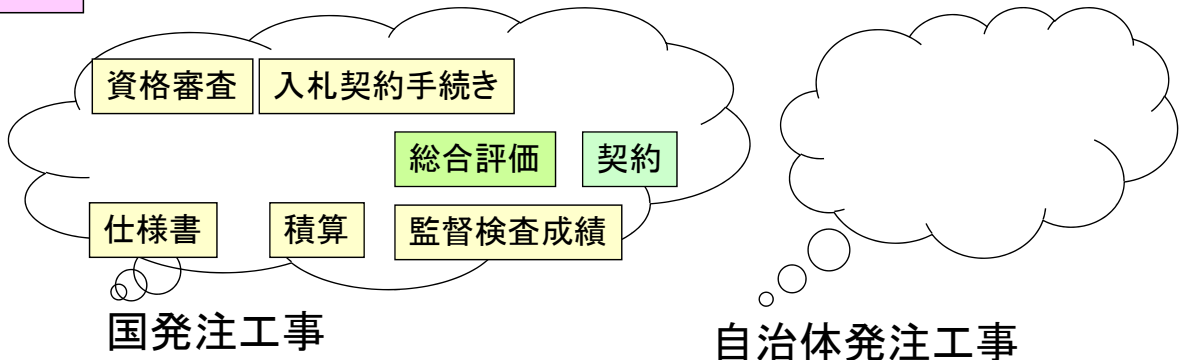 資格審査 入札契約手続き
総合評価 契約
仕様書 積算 監督検査成績
国発注工事 自治体発注工事